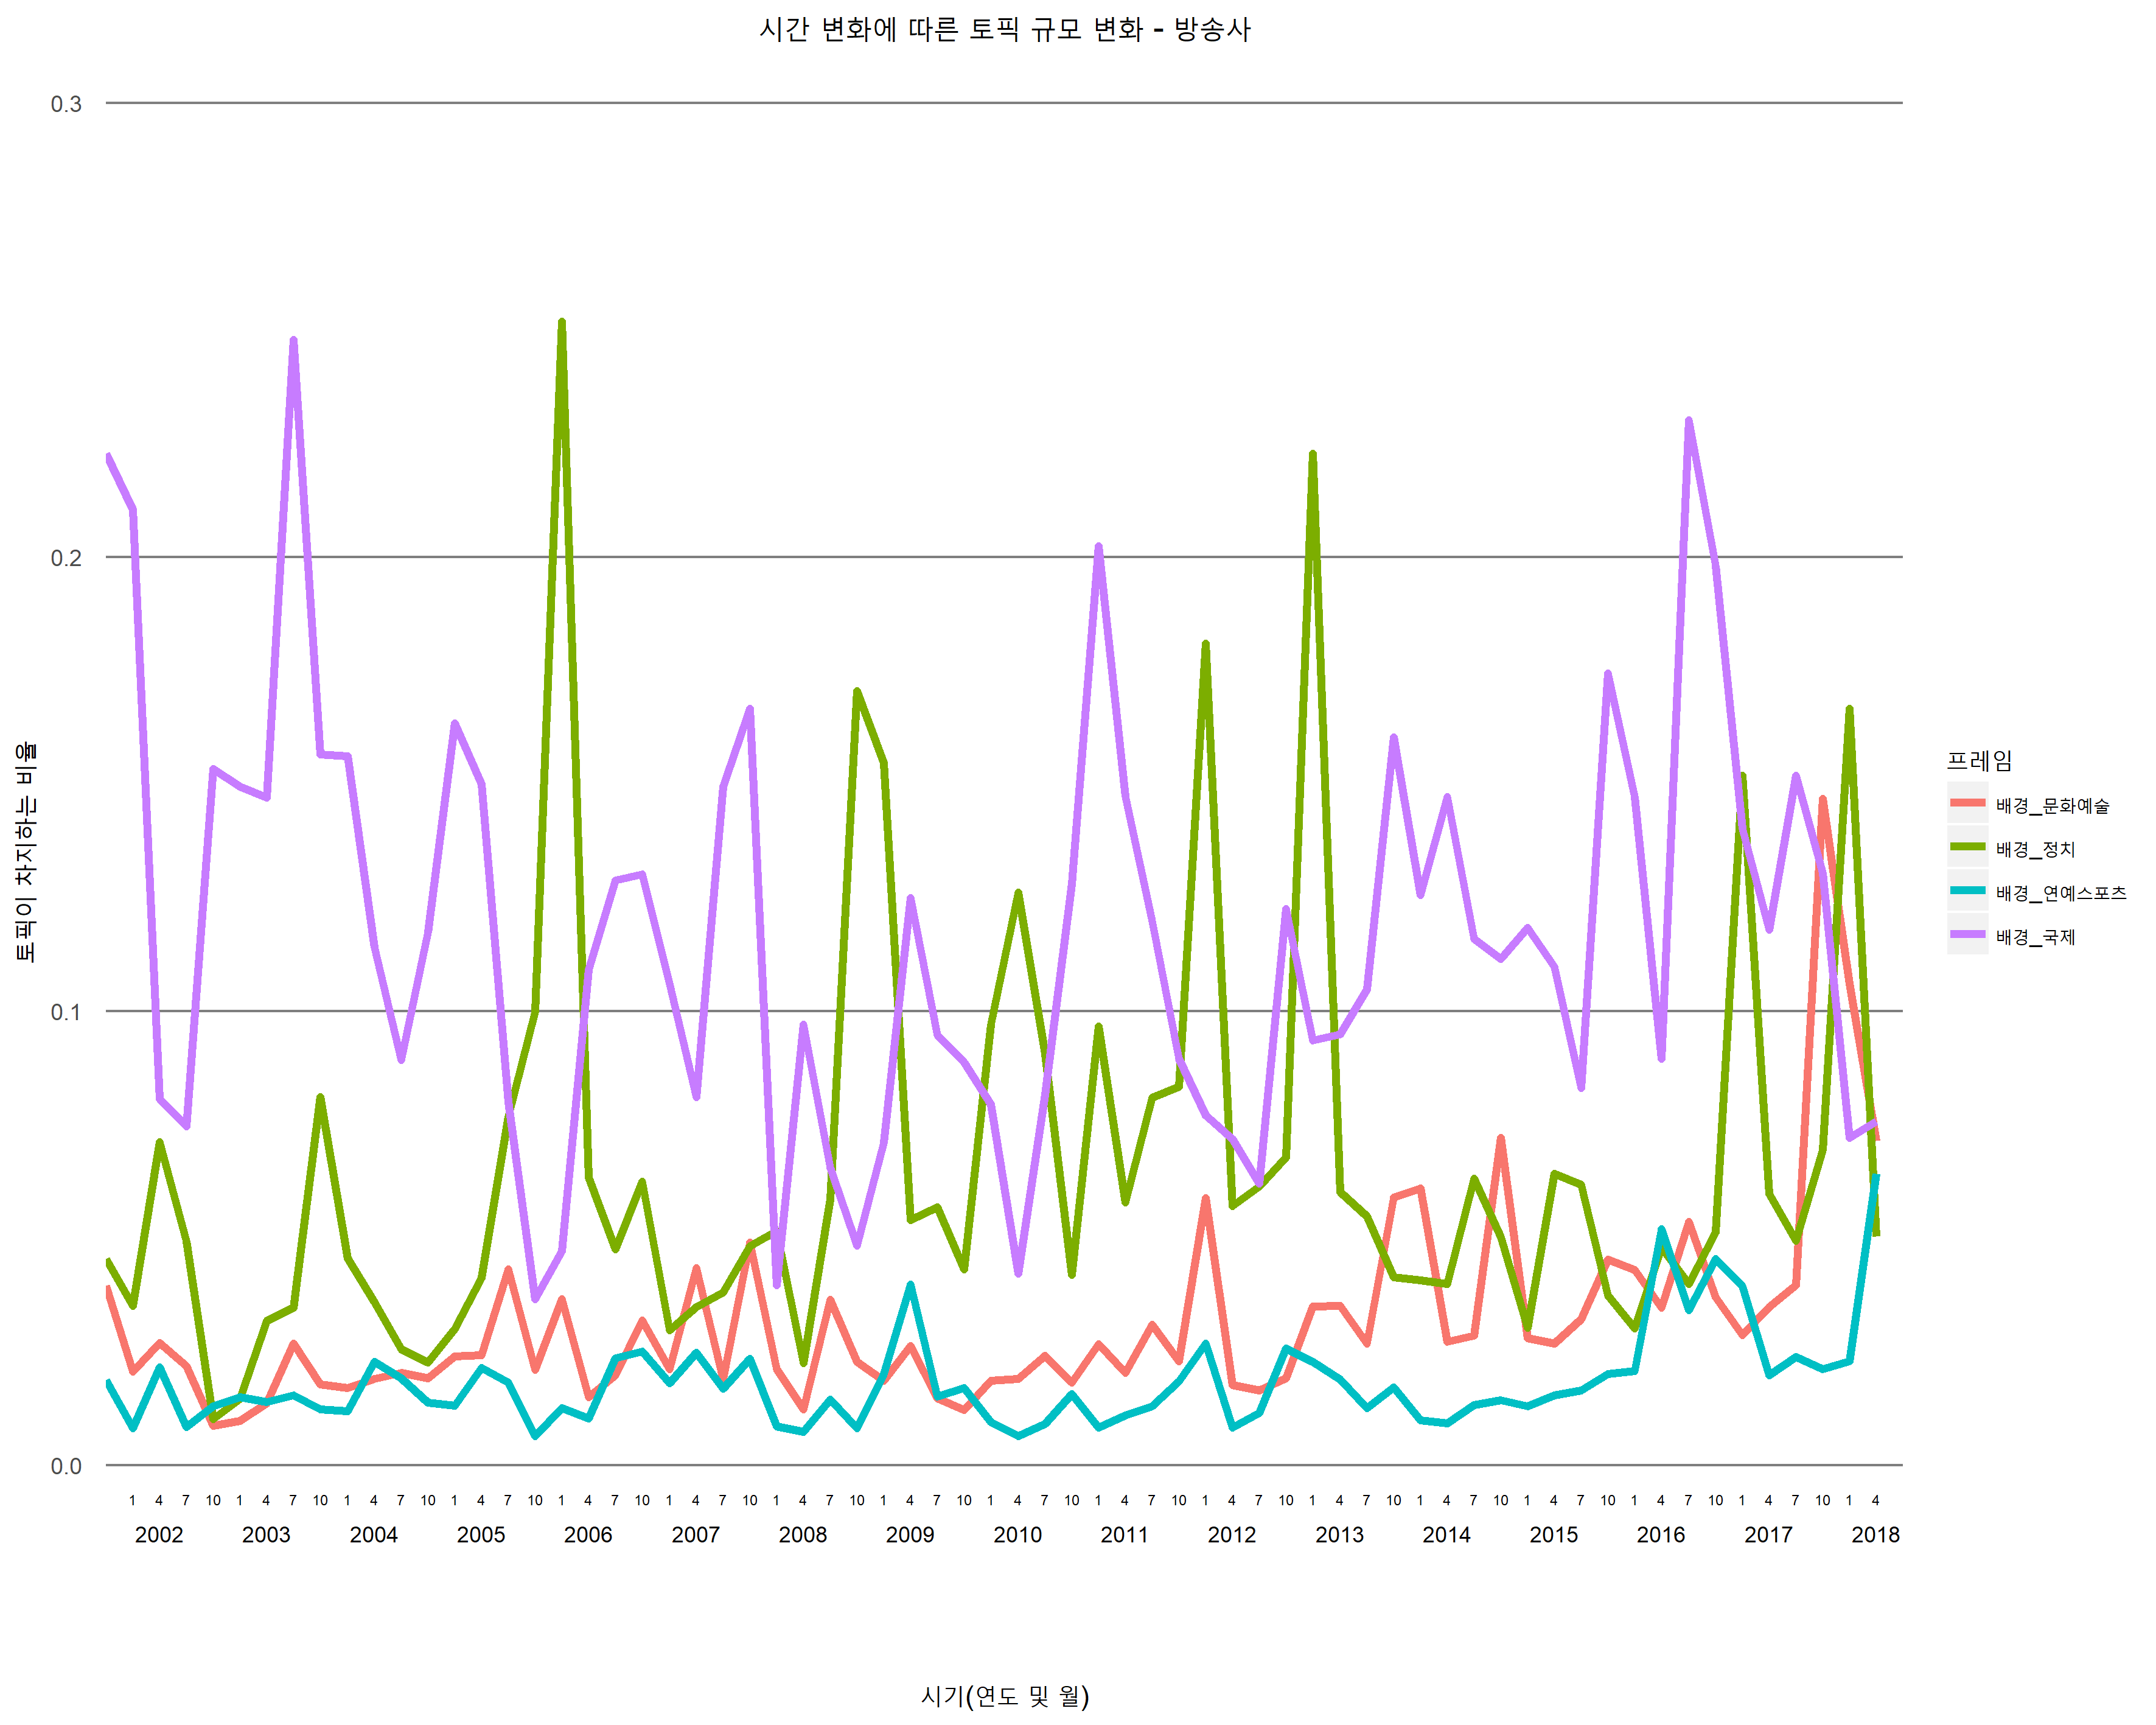 시간 변화에 따른 토픽 규모 변화 - 방송사
0.3
0.2
0.1
0.0
토픽이 차지하는 비율
프레임
배경_문화예술
배경_정치
배경_연예스포츠
배경_국제
1 4 7 10 1 4 7 10 1 4 7 10 1 4 7 10 1 4 7 10 1 4 7 10 1 4 7 10 1 4 7 10 1 4 7 10 1 4 7 10 1 4 7 10 1 4 7 10 1 4 7 10 1 4 7 10 1 4 7 10 1 4 7 10 1 4
2002 2003 2004 2005 2006 2007 2008 2009 2010 2011 2012 2013 2014 2015 2016 2017 2018
시기(연도 및 월)